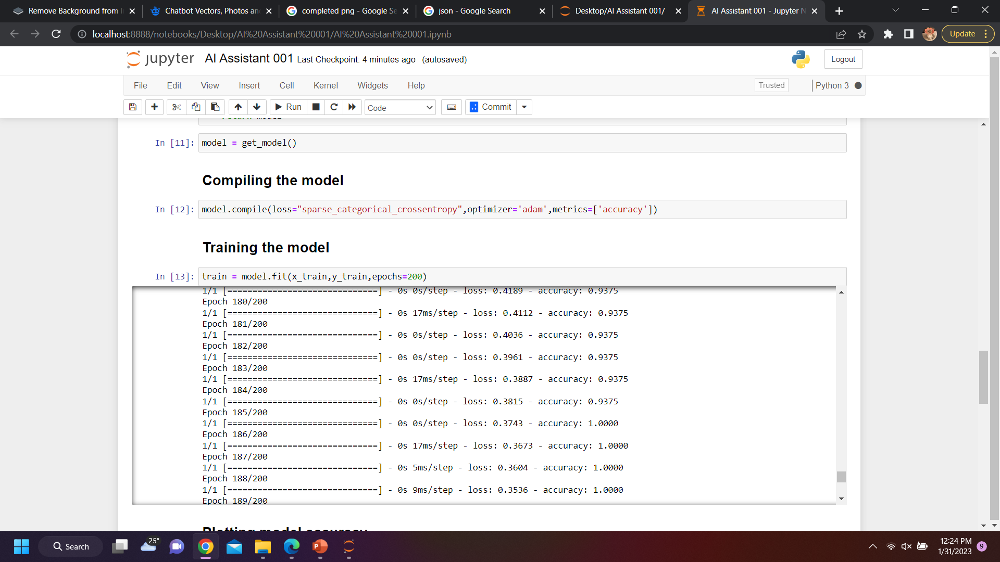 Remove Background from I
Chatbot Vectors, Photos an
completed png - Google Se
json - Google Search
Desktop/AI Assistant 001/
AI Assistant 001 - Jupyter N
localhost:8888/notebooks/Desktop/AI%20Assistant%20001/AI%20Assistant%20001.ipynb
Update
jupyter AI Assistant 001 Last Checkpoint: 4 minutes ago (autosaved)
Logout
File Edit View Insert Cell Kernel Widgets Help
Trusted
Python 3
Run
Code
Commit
In [11]: model = get_model()
Compiling the model
In [12]: model.compile(loss="sparse_categorical_crossentropy",optimizer='adam',metrics=['accuracy'])
Training the model
In [13]: train = model.fit(x_train,y_train,epochs=200)
1/1 [==============================] - 0s 0s/step - loss: 0.4189 - accuracy: 0.9375
Epoch 180/200
1/1 [==============================] - 0s 17ms/step - loss: 0.4112 - accuracy: 0.9375
Epoch 181/200
1/1 [==============================] - 0s 0s/step - loss: 0.4036 - accuracy: 0.9375
Epoch 182/200
1/1 [==============================] - 0s 0s/step - loss: 0.3961 - accuracy: 0.9375
Epoch 183/200
1/1 [==============================] - 0s 17ms/step - loss: 0.3887 - accuracy: 0.9375
Epoch 184/200
1/1 [==============================] - 0s 0s/step - loss: 0.3815 - accuracy: 0.9375
Epoch 185/200
1/1 [==============================] - 0s 0s/step - loss: 0.3743 - accuracy: 1.0000
Epoch 186/200
1/1 [==============================] - 0s 17ms/step - loss: 0.3673 - accuracy: 1.0000
Epoch 187/200
1/1 [==============================] - 0s 5ms/step - loss: 0.3604 - accuracy: 1.0000
Epoch 188/200
1/1 [==============================] - 0s 9ms/step - loss: 0.3536 - accuracy: 1.0000
Epoch 189/200
Plotting model accuracy
Search
25°
12:24 PM
1/31/2023
9